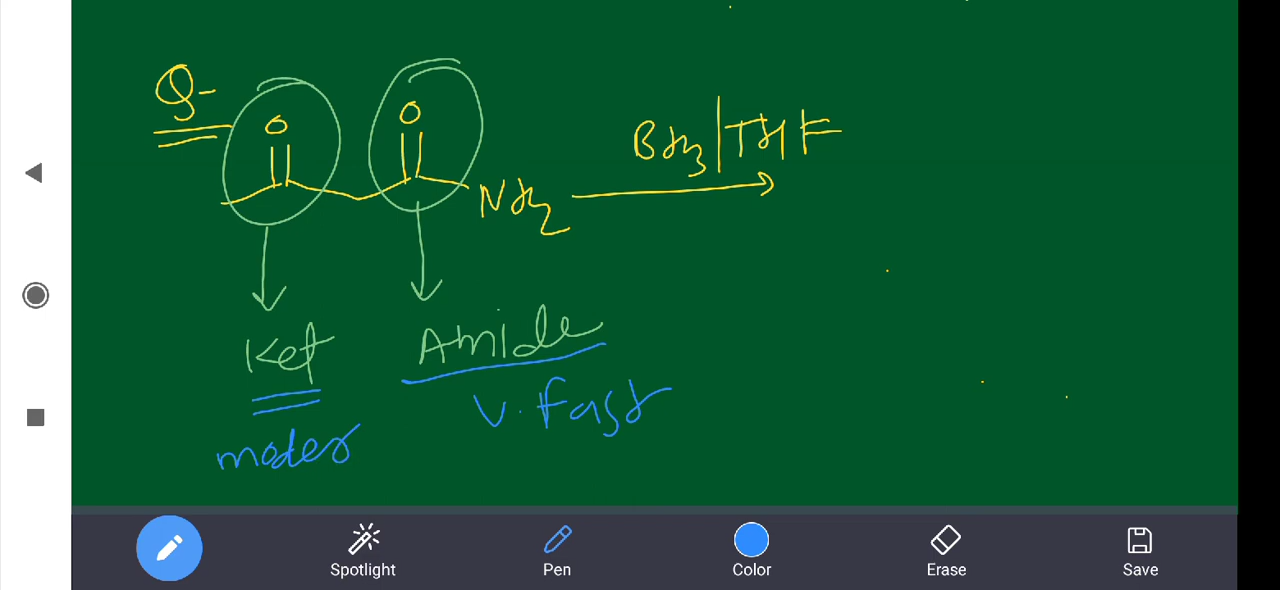 Q-
O O
NH2
BH3|THF
Ket Amide
moder v. fast
Spotlight Pen Color Erase Save